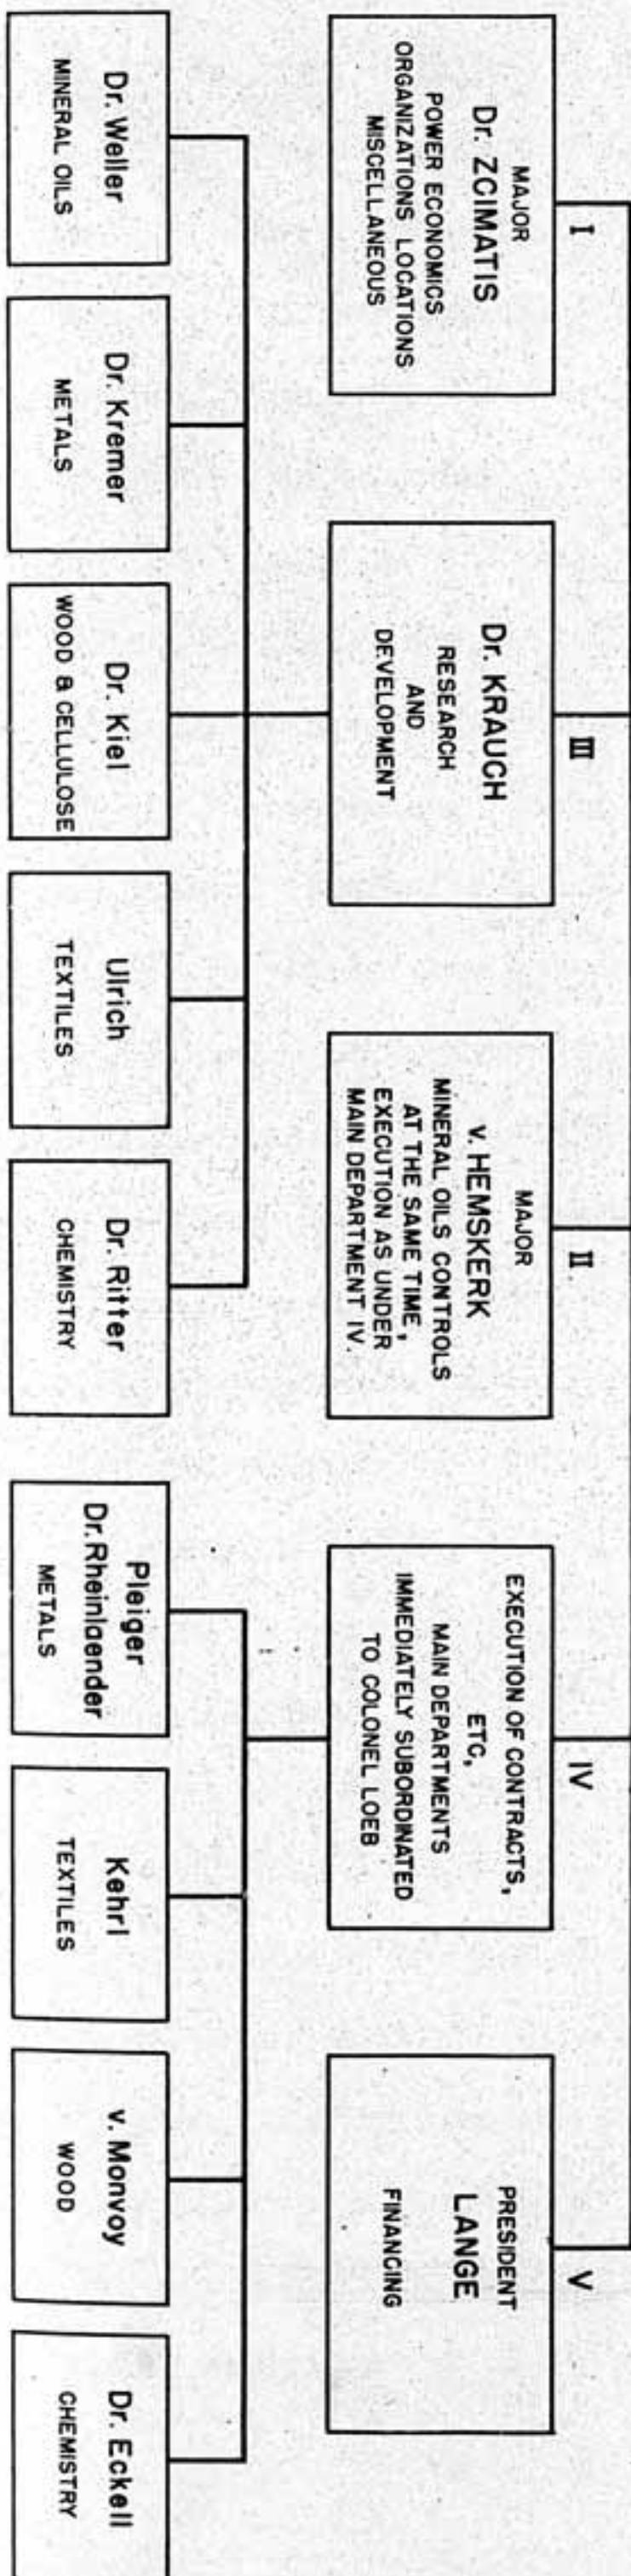 I
MAJOR
Dr. ZCIMATIS
POWER ECONOMICS
ORGANIZATIONS LOCATIONS
MISCELLANEOUS
III
Dr. KRAUCH
RESEARCH
AND
DEVELOPMENT
II
MAJOR
v. HEMSKERK
MINERAL OILS CONTROLS
AT THE SAME TIME,
EXECUTION AS UNDER
MAIN DEPARTMENT IV.
IV
EXECUTION OF CONTRACTS,
ETC,
MAIN DEPARTMENTS
IMMEDIATELY SUBORDINATED
TO COLONEL LOEB
V
PRESIDENT
LANGE
FINANCING
Dr. Weller
MINERAL OILS
Dr. Kremer
METALS
Dr. Kiel
WOOD & CELLULOSE
Ulrich
TEXTILES
Dr. Ritter
CHEMISTRY
Pleiger
Dr. Rheinlaender
METALS
Kehrl
TEXTILES
v. Monvoy
WOOD
Dr. Eckell
CHEMISTRY